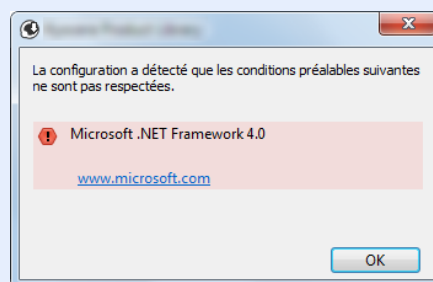 La configuration a détecté que les conditions préalables suivantes
ne sont pas respectées.
Microsoft .NET Framework 4.0
www.microsoft.com
OK